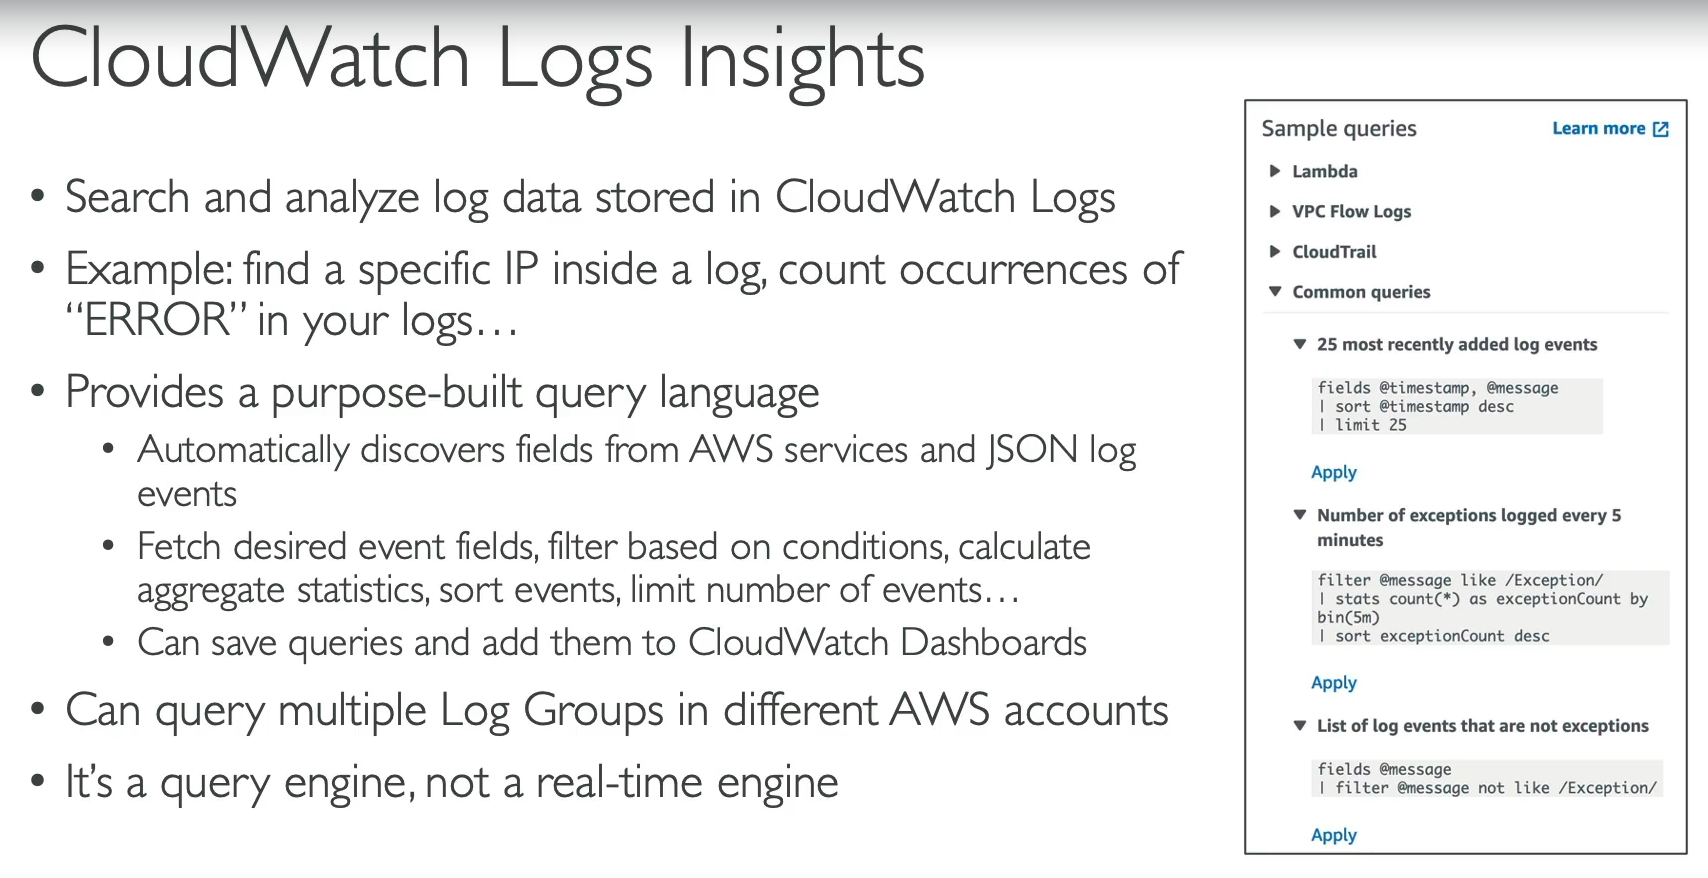 CloudWatch Logs Insights
• Search and analyze log data stored in CloudWatch Logs
• Example: find a specific IP inside a log, count occurrences of
“ERROR” in your logs…
• Provides a purpose-built query language
• Automatically discovers fields from AWS services and JSON log
events
• Fetch desired event fields, filter based on conditions, calculate
aggregate statistics, sort events, limit number of events…
• Can save queries and add them to CloudWatch Dashboards
• Can query multiple Log Groups in different AWS accounts
• It’s a query engine, not a real-time engine
Sample queries Learn more
Lambda
VPC Flow Logs
CloudTrail
Common queries
25 most recently added log events
fields @timestamp, @message
| sort @timestamp desc
| limit 25
Apply
Number of exceptions logged every 5
minutes
filter @message like /Exception/
| stats count(*) as exceptionCount by
bin(5m)
| sort exceptionCount desc
Apply
List of log events that are not exceptions
fields @message
| filter @message not like /Exception/
Apply